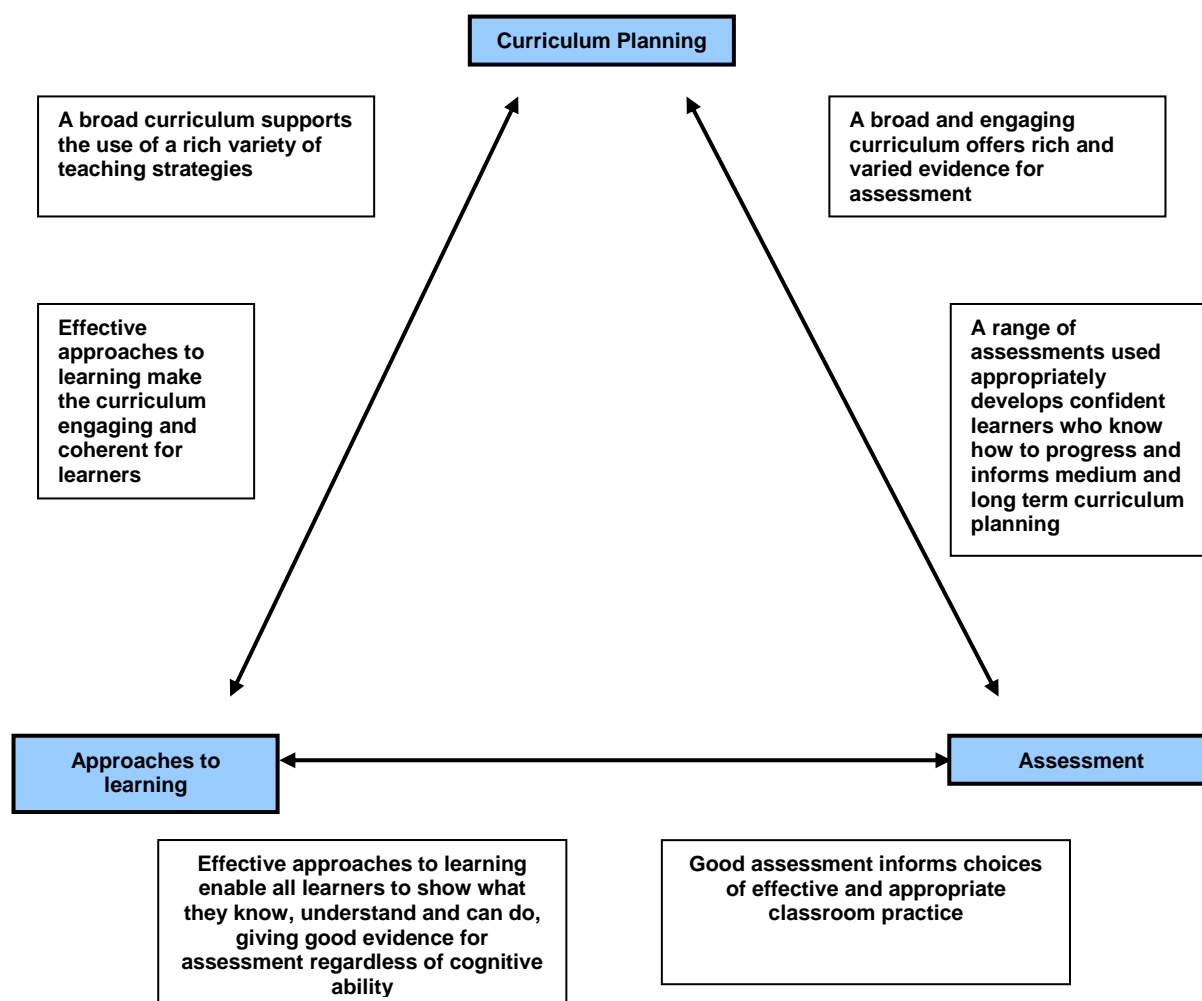 Curriculum Planning
A broad curriculum supports
the use of a rich variety of
teaching strategies
A broad and engaging
curriculum offers rich and
varied evidence for
assessment
Effective
approaches to
learning make
the curriculum
engaging and
coherent for
learners
A range of
assessments used
appropriately
develops confident
learners who know
how to progress and
informs medium and
long term curriculum
planning
Approaches to
learning
Assessment
Effective approaches to learning
enable all learners to show what
they know, understand and can do,
giving good evidence for
assessment regardless of cognitive
ability
Good assessment informs choices
of effective and appropriate
classroom practice